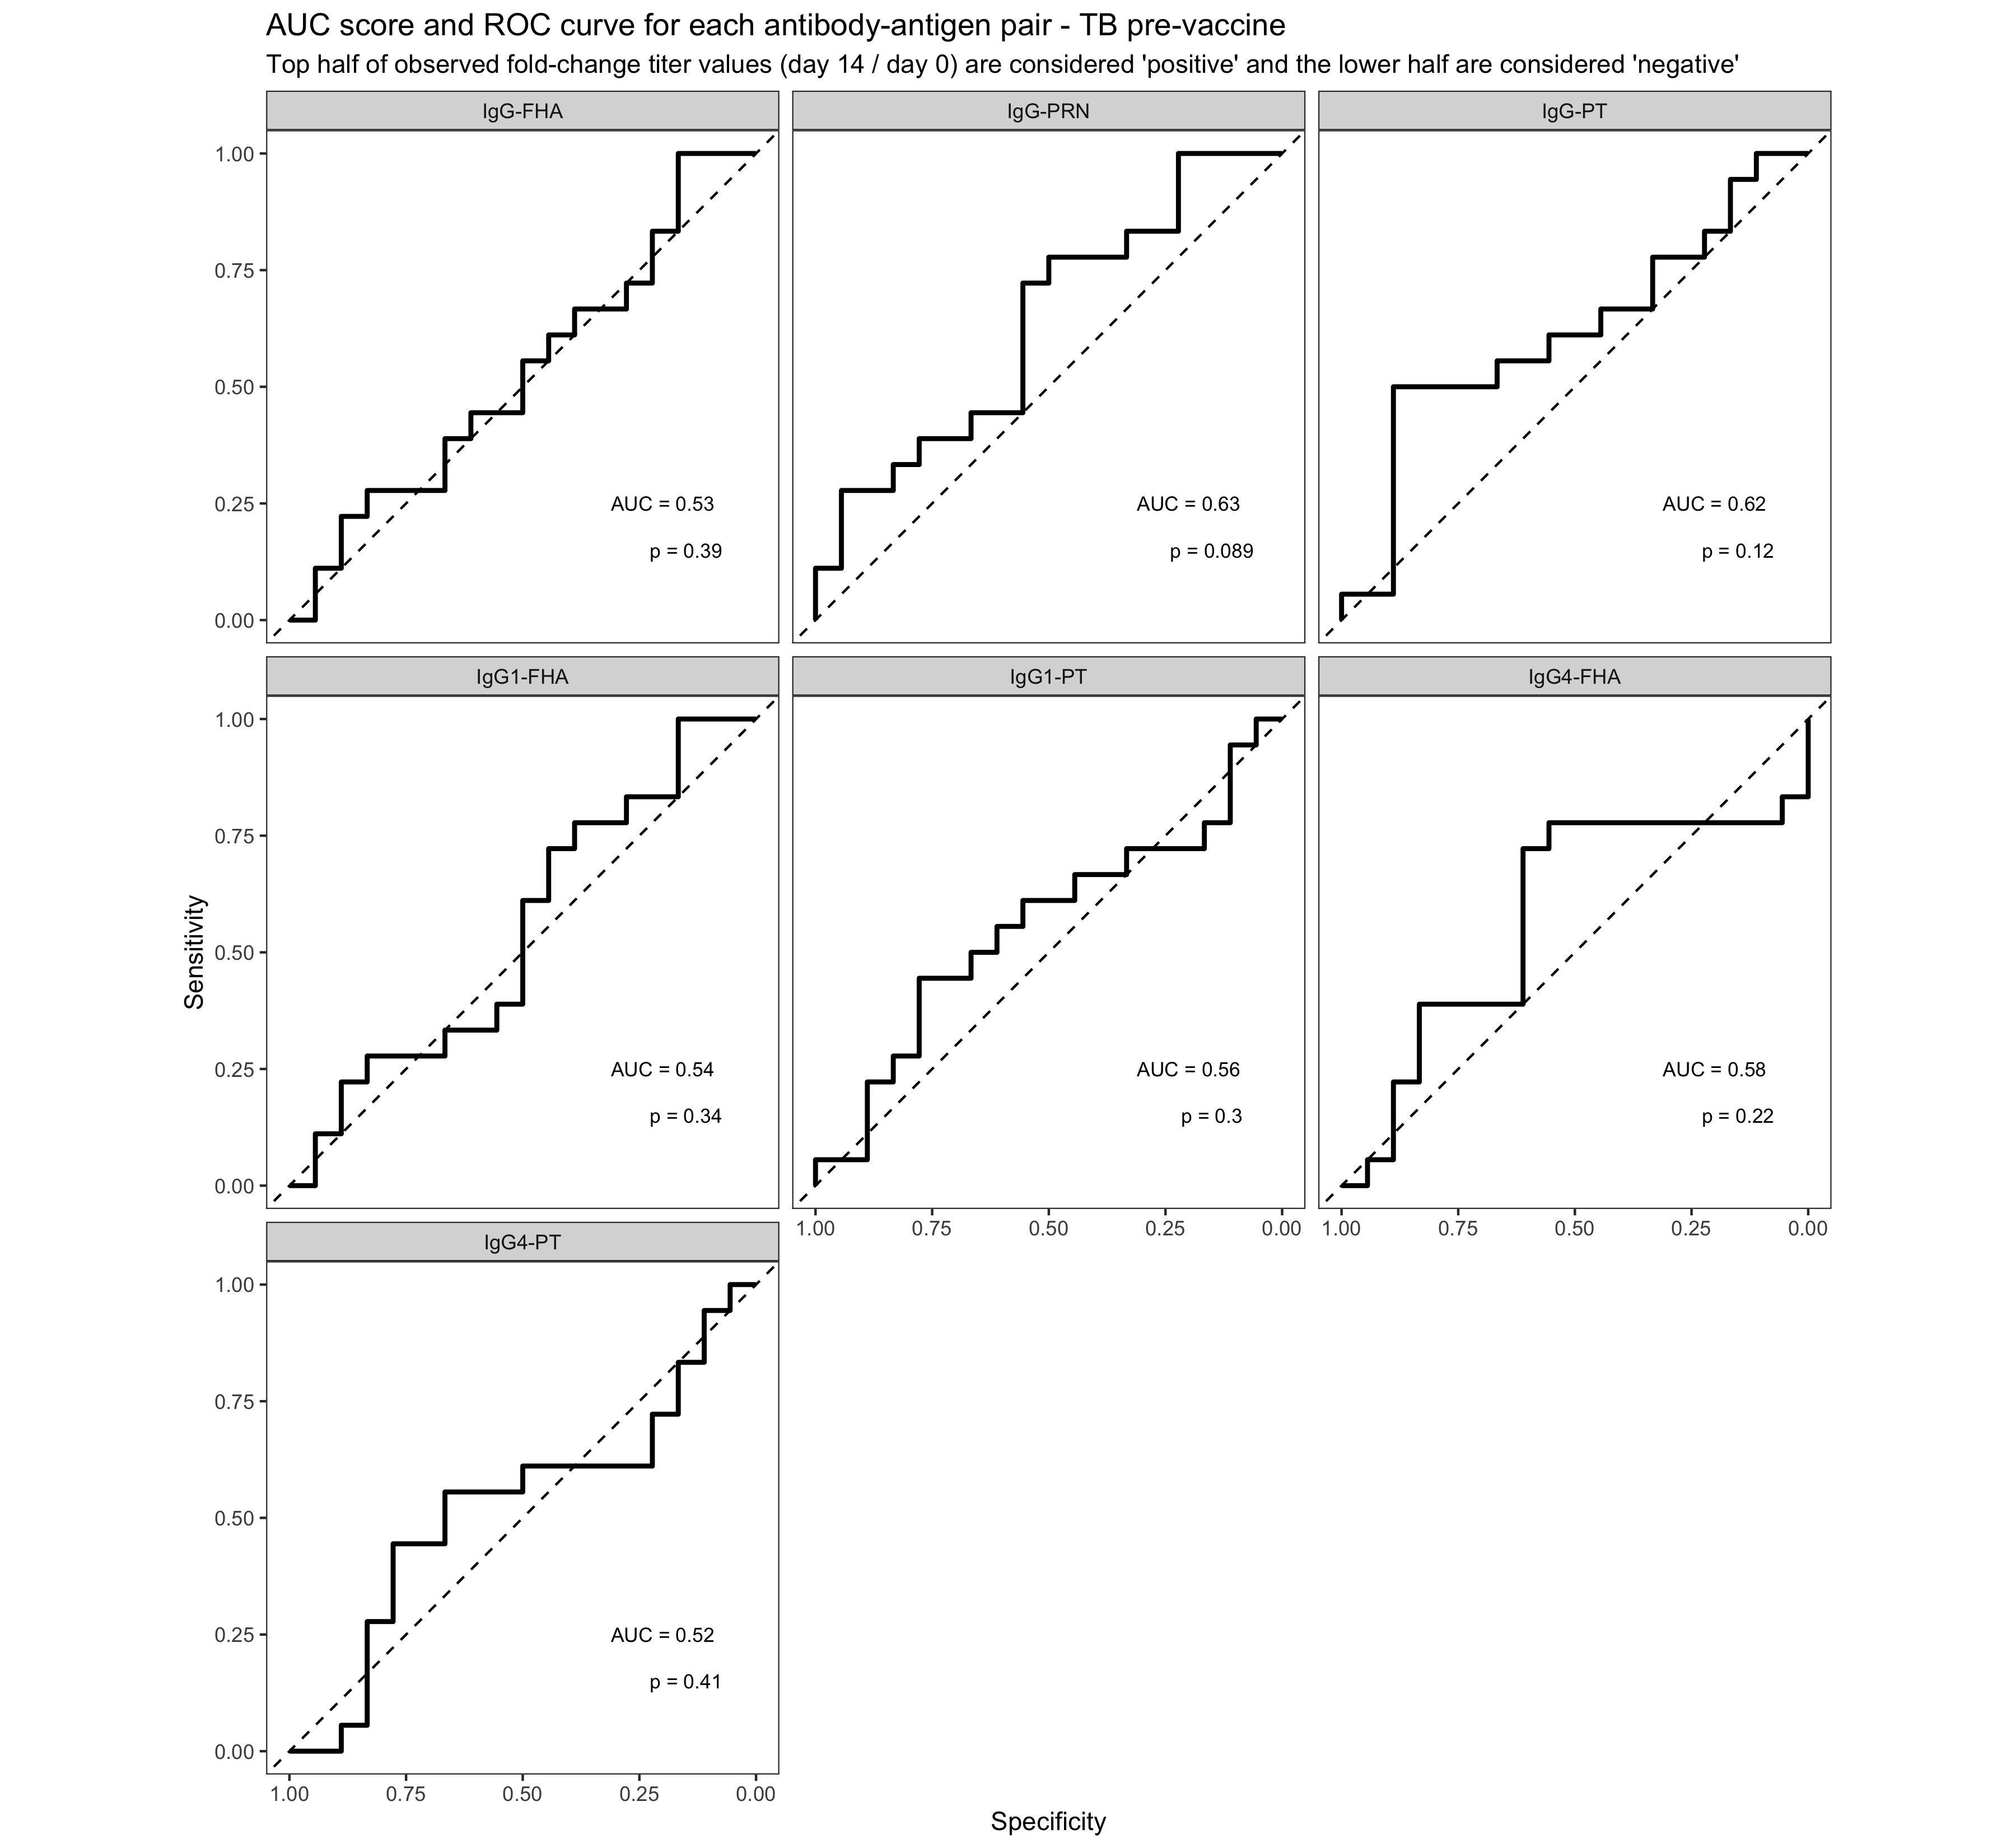 AUC score and ROC curve for each antibody-antigen pair - TB pre-vaccine
Top half of observed fold-change titer values (day 14 / day 0) are considered 'positive' and the lower half are considered 'negative'
IgG-FHA
IgG-PRN
IgG-PT
1.00
0.75
0.50
0.25
0.00
AUC = 0.53
p = 0.39
AUC = 0.63
p = 0.089
AUC = 0.62
p = 0.12
IgG1-FHA
IgG1-PT
IgG4-FHA
Sensitivity
1.00
0.75
0.50
0.25
0.00
AUC = 0.54
p = 0.34
AUC = 0.56
p = 0.3
AUC = 0.58
p = 0.22
1.00 0.75 0.50 0.25 0.00
1.00 0.75 0.50 0.25 0.00
IgG4-PT
1.00
0.75
0.50
0.25
0.00
AUC = 0.52
p = 0.41
1.00 0.75 0.50 0.25 0.00
Specificity